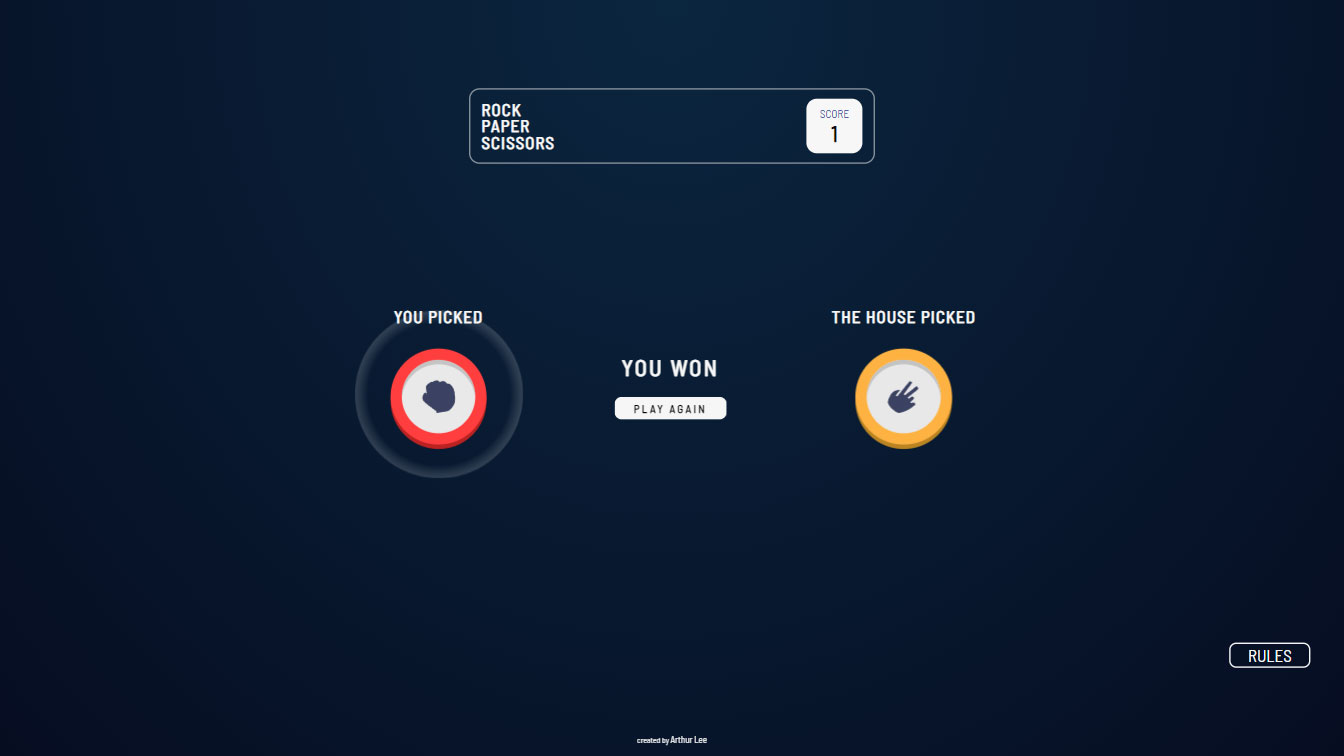 ROCK
PAPER
SCISSORS
SCORE
1
YOU PICKED
THE HOUSE PICKED
YOU WON
PLAY AGAIN
RULES
created by Arthur Lee